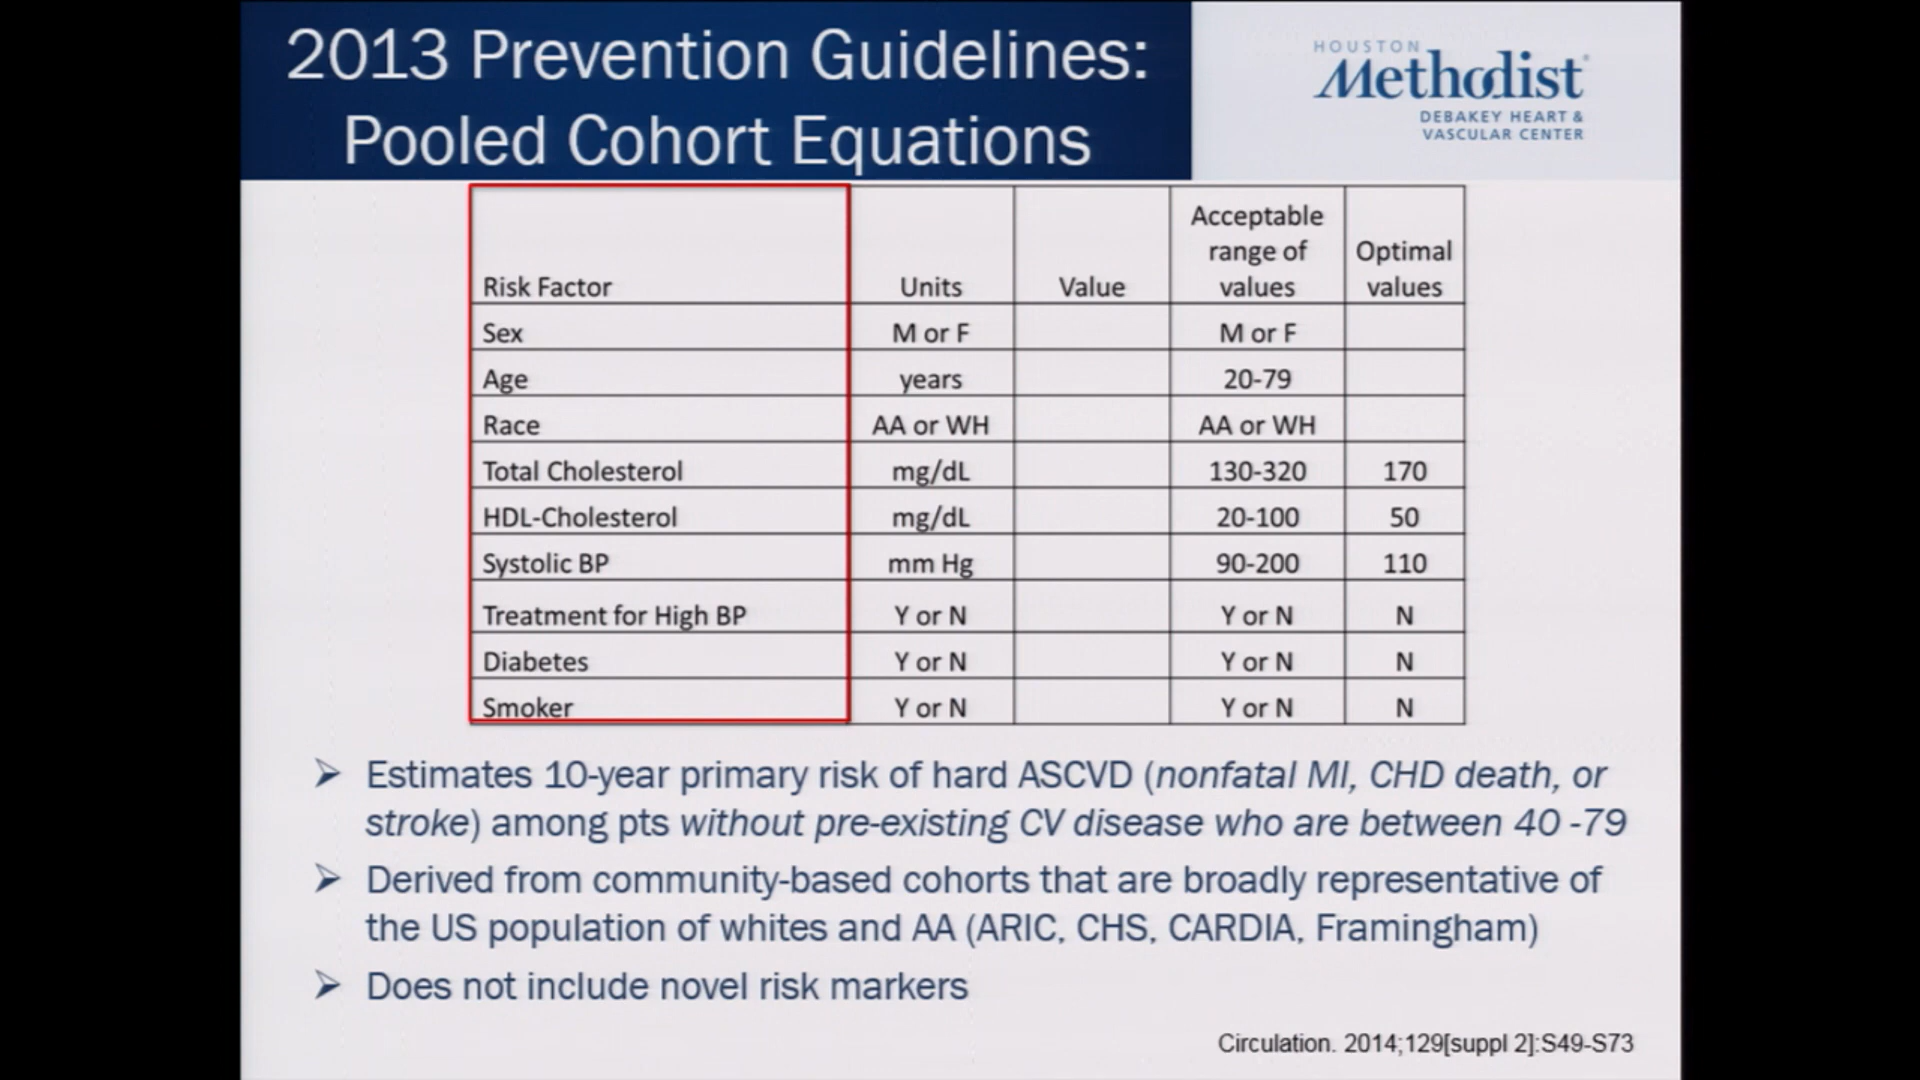 2013 Prevention Guidelines:
Pooled Cohort Equations
HOUSTON
Methodist
DEBAKEY HEART &
VASCULAR CENTER
Risk Factor Units Value Acceptable range of values Optimal values
Sex M or F M or F
Age years 20-79
Race AA or WH AA or WH
Total Cholesterol mg/dL 130-320 170
HDL-Cholesterol mg/dL 20-100 50
Systolic BP mm Hg 90-200 110
Treatment for High BP Y or N Y or N N
Diabetes Y or N Y or N N
Smoker Y or N Y or N N
➢ Estimates 10-year primary risk of hard ASCVD (nonfatal MI, CHD death, or
stroke) among pts without pre-existing CV disease who are between 40 -79
➢ Derived from community-based cohorts that are broadly representative of
the US population of whites and AA (ARIC, CHS, CARDIA, Framingham)
➢ Does not include novel risk markers
Circulation. 2014;129[suppl 2]:S49-S73